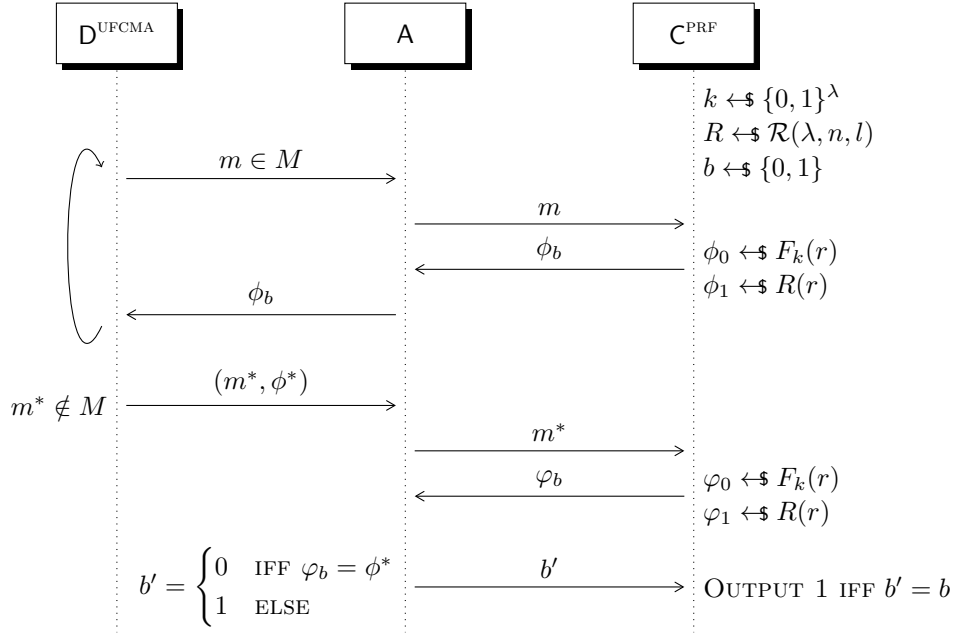 D^UFCMA A C^PRF
k ←$ {0, 1}^λ
R ←$ 𝓡(λ, n, l)
m ∈ M
b ←$ {0, 1}
m
ϕ_b
ϕ_0 ←$ F_k(r)
ϕ_1 ←$ R(r)
ϕ_b
m* ∉ M
(m*, ϕ*)
m*
φ_b
φ_0 ←$ F_k(r)
φ_1 ←$ R(r)
b′ = { 0 IFF φ_b = ϕ*
1 ELSE
b′
OUTPUT 1 IFF b′ = b